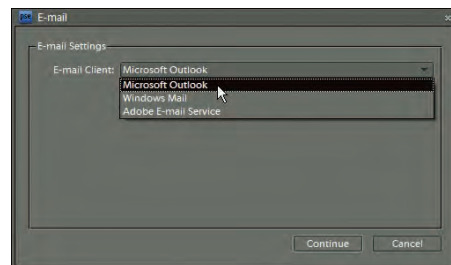 E-mail
E-mail Settings
E-mail Client: Microsoft Outlook
Microsoft Outlook
Windows Mail
Adobe E-mail Service
Continue Cancel